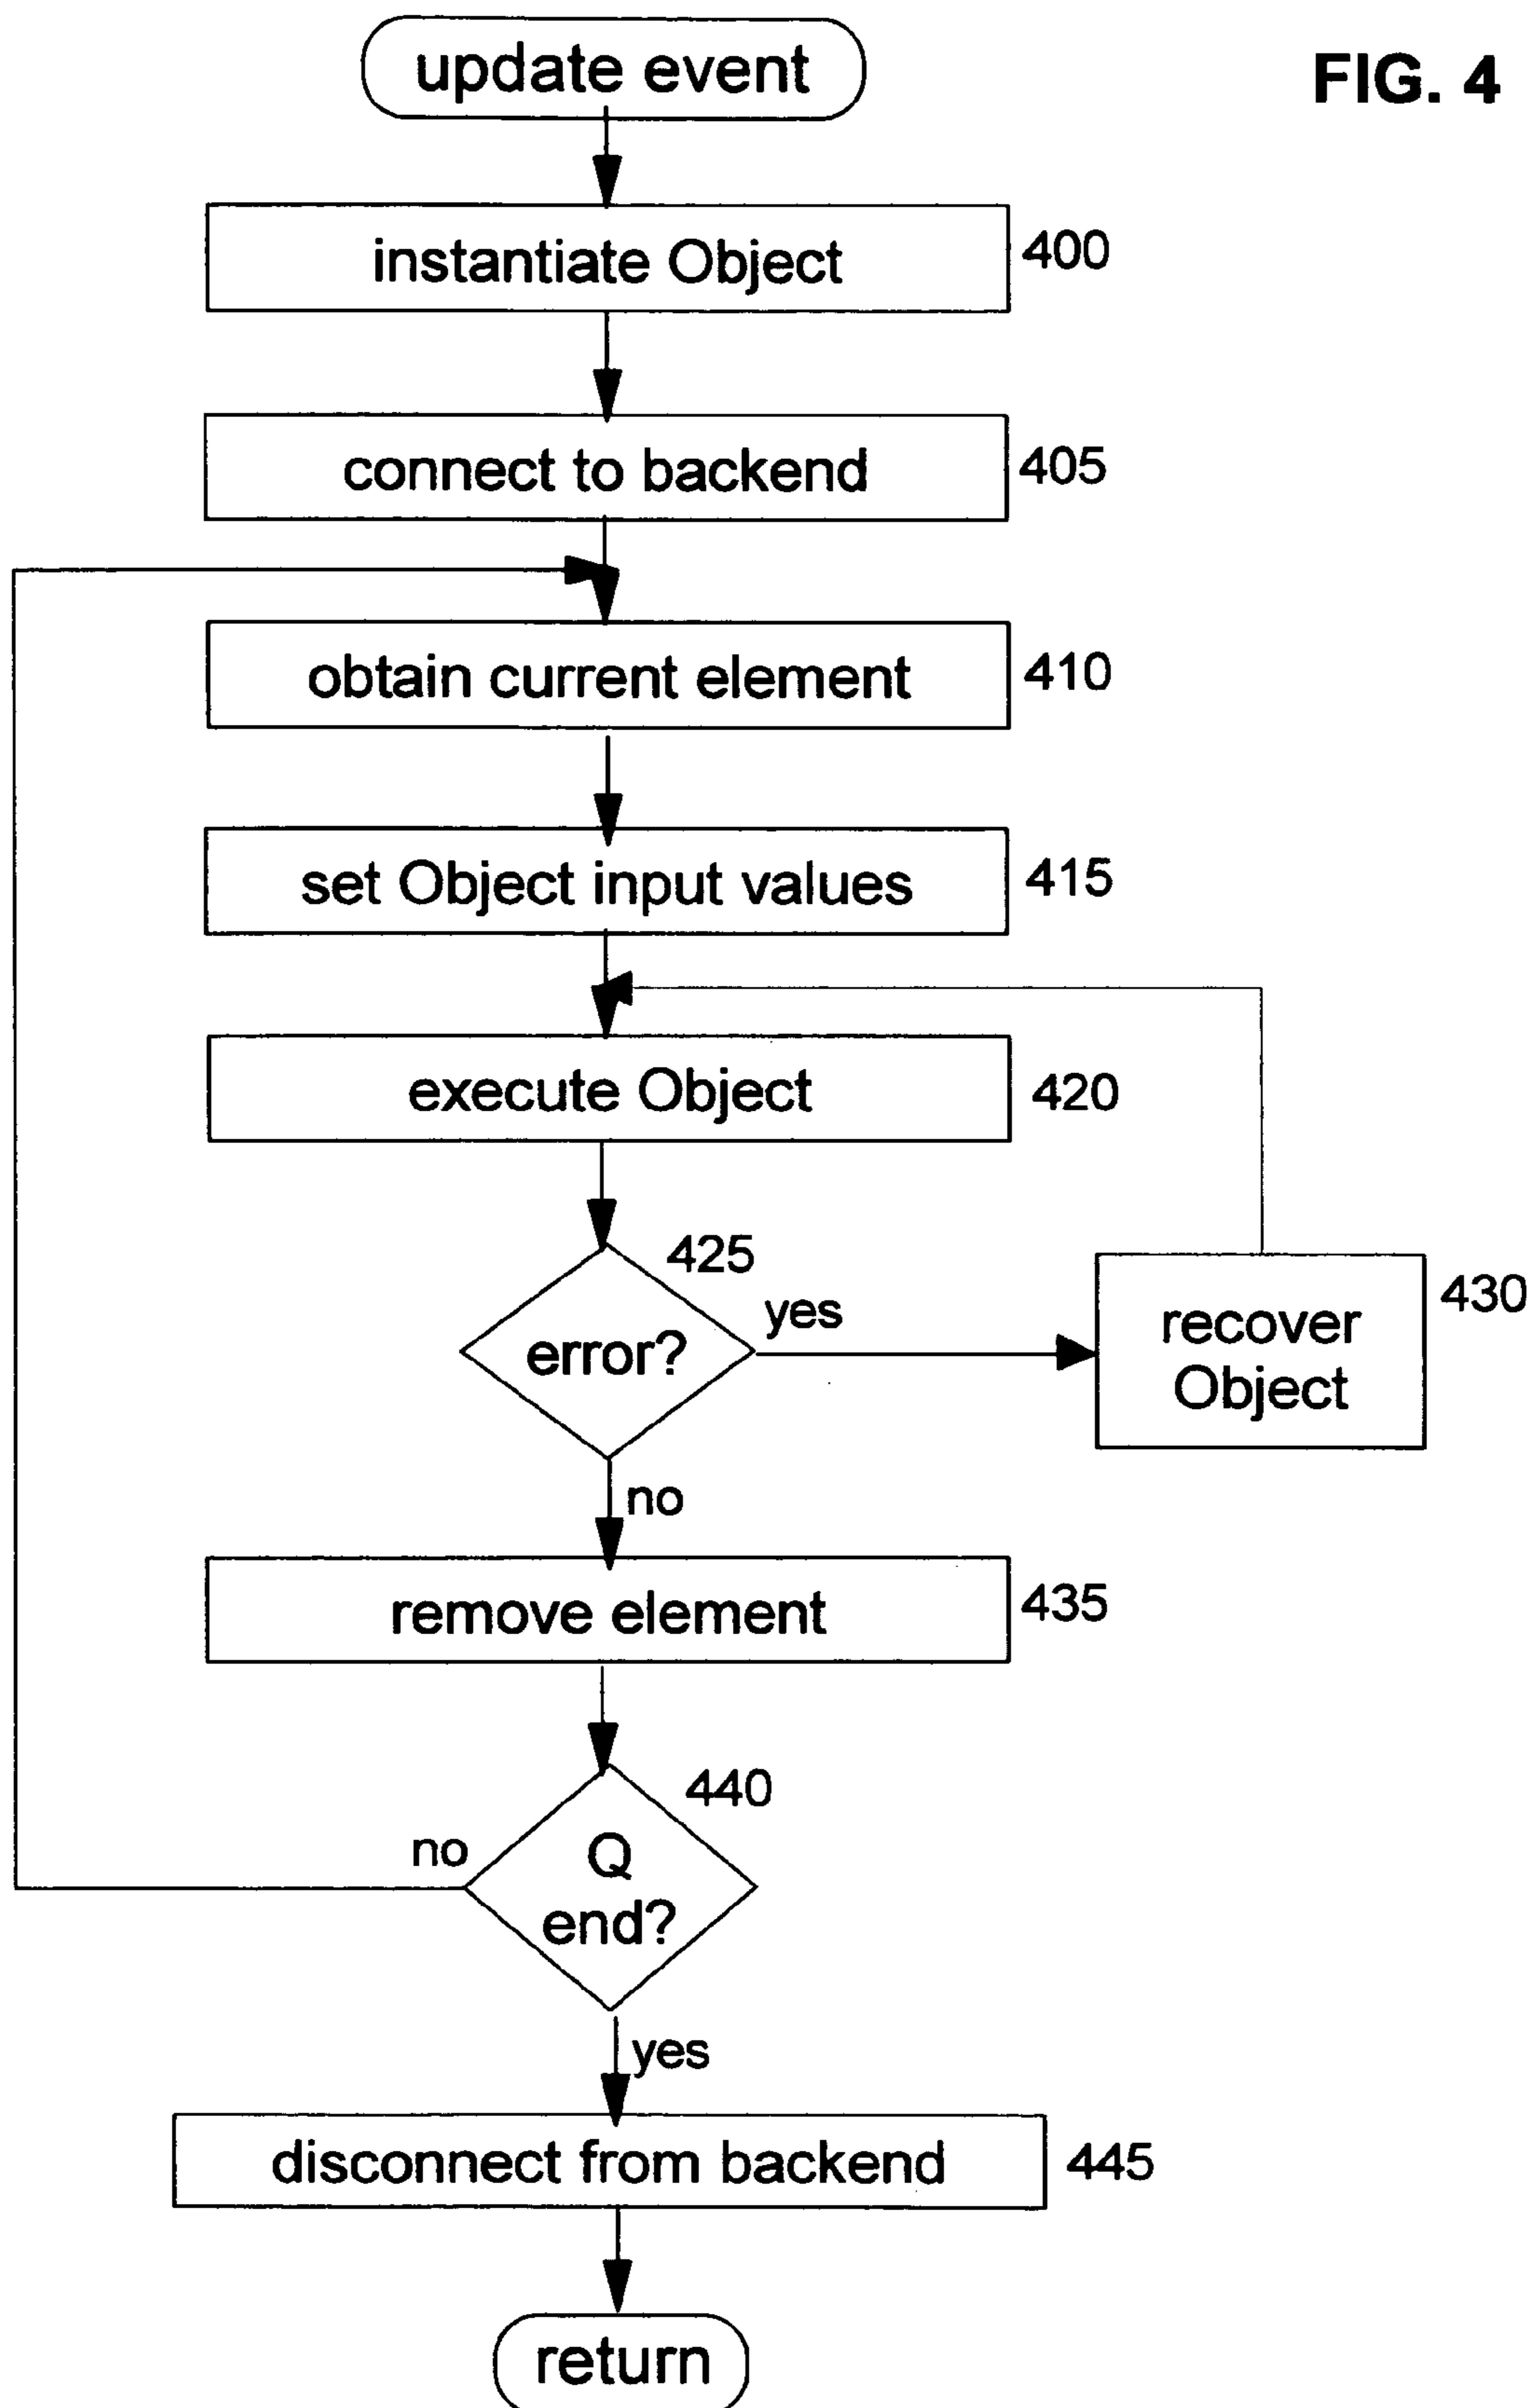 FIG. 4
update event
instantiate Object
400
connect to backend
405
obtain current element
410
set Object input values
415
execute Object
420
425
error?
yes
430
recover
Object
no
remove element
435
440
no
Q
end?
yes
disconnect from backend
445
return